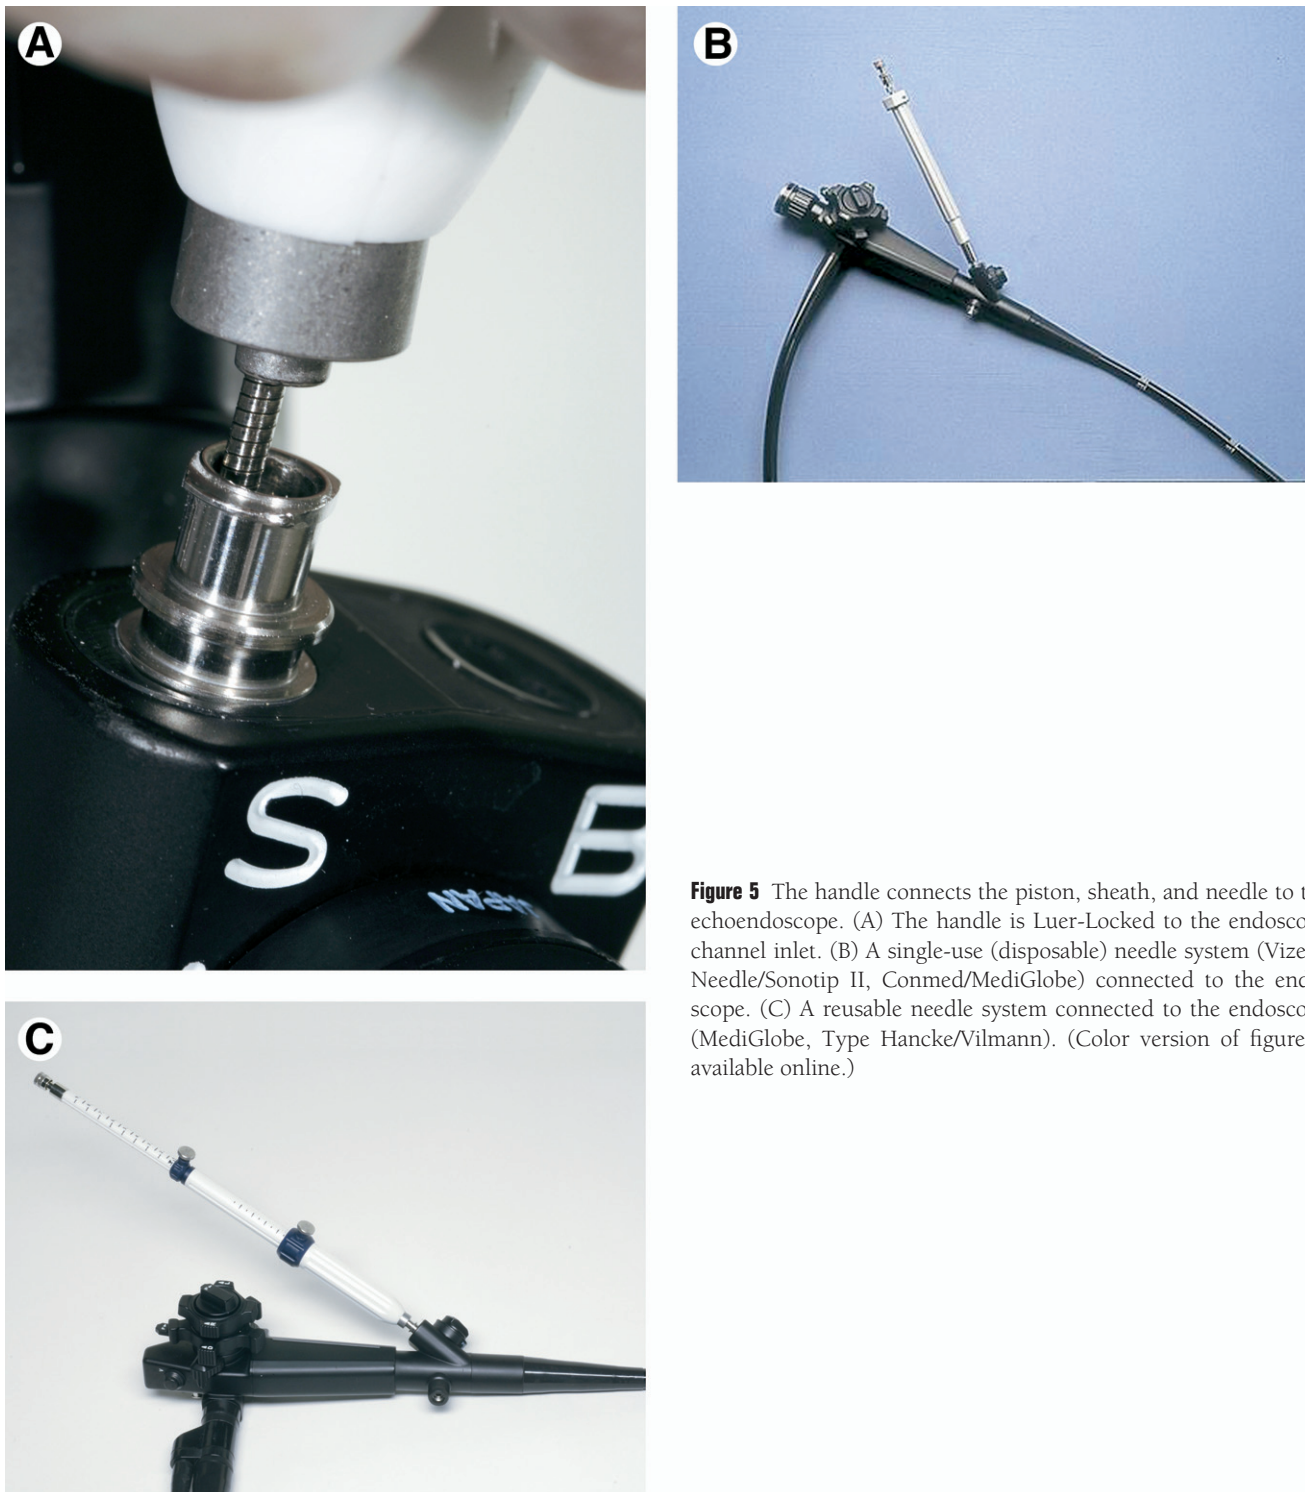 A
B
S B
JAPAN
Figure 5 The handle connects the piston, sheath, and needle to t
echoendoscope. (A) The handle is Luer-Locked to the endosco
channel inlet. (B) A single-use (disposable) needle system (Vize
Needle/Sonotip II, Conmed/MediGlobe) connected to the end
scope. (C) A reusable needle system connected to the endosco
(MediGlobe, Type Hancke/Vilmann). (Color version of figure
available online.)
C